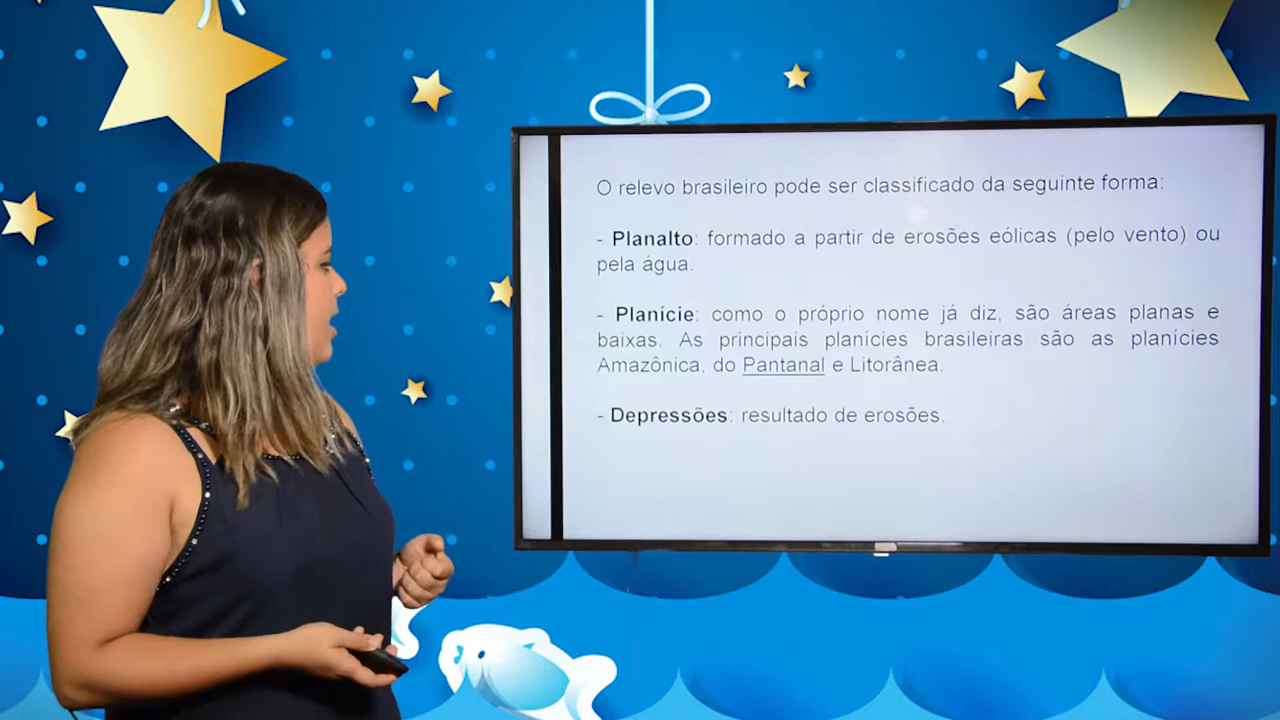 O relevo brasileiro pode ser classificado da seguinte forma:
- Planalto: formado a partir de erosões eólicas (pelo vento) ou
pela água.
- Planície: como o próprio nome já diz, são áreas planas e
baixas. As principais planícies brasileiras são as planícies
Amazônica, do Pantanal e Litorânea.
- Depressões: resultado de erosões.